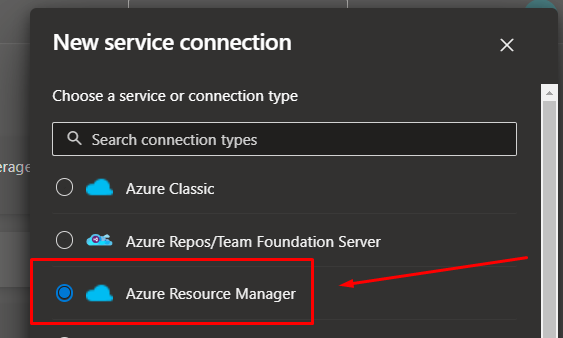 New service connection
Choose a service or connection type
Search connection types
Azure Classic
Azure Repos/Team Foundation Server
Azure Resource Manager